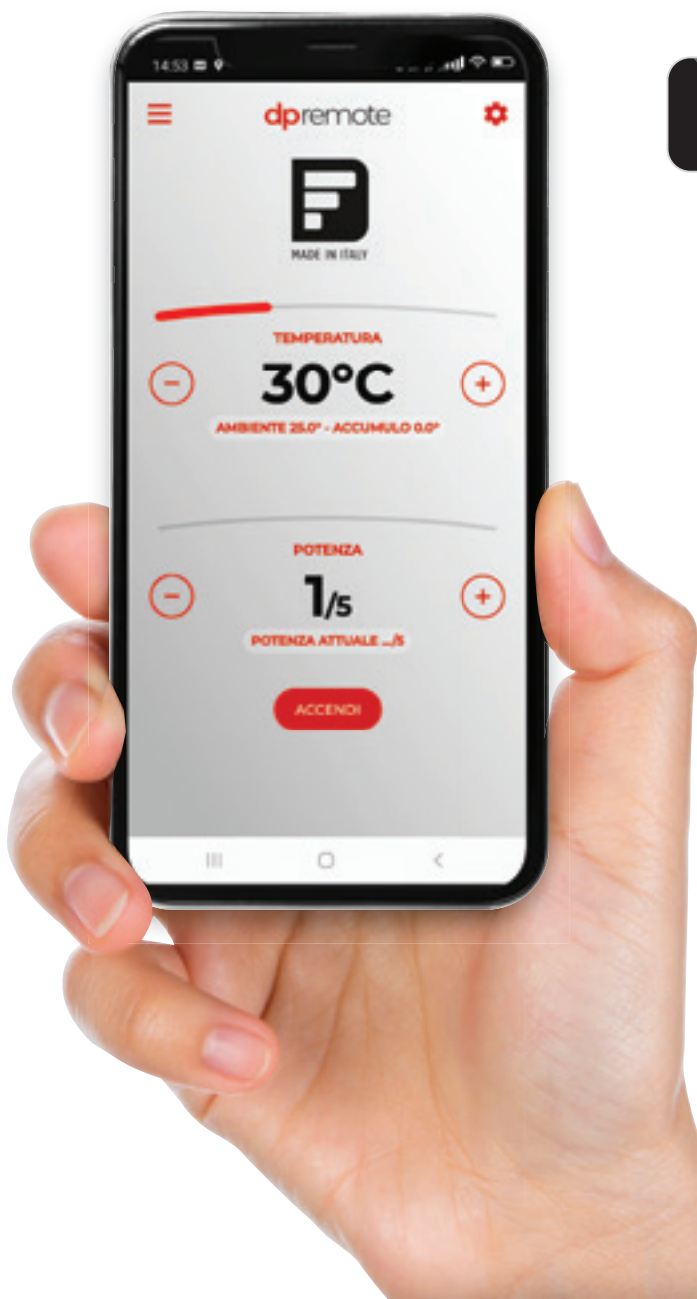 14:53
dpremote
MADE IN ITALY
TEMPERATURA
30°C
AMBIENTE 25.0° - ACCUMULO 0.0°
POTENZA
1/5
POTENZA ATTUALE .../5
ACCENDI